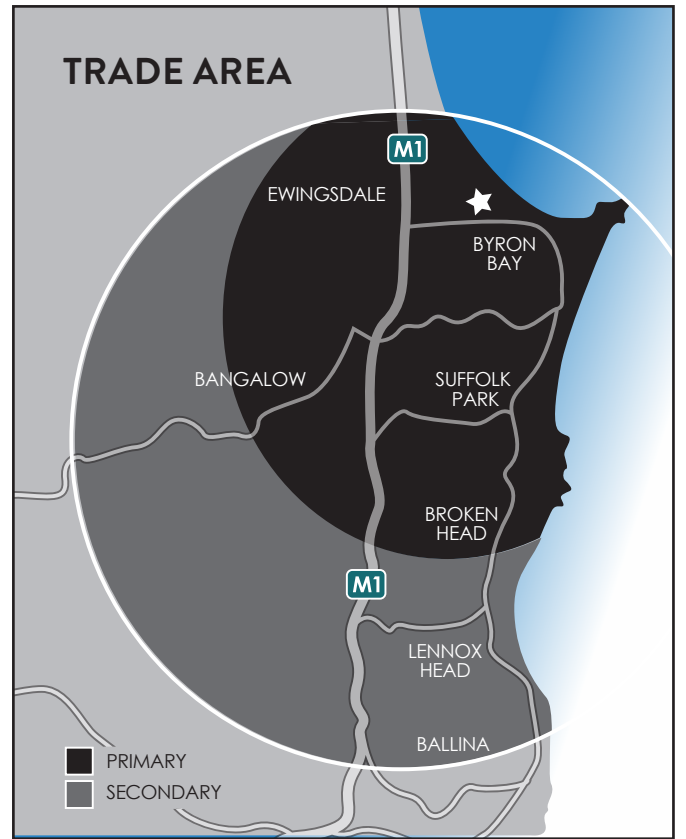 TRADE AREA
M1
EWINGSDALE
BYRON
BAY
BANGALOW
SUFFOLK
PARK
BROKEN
HEAD
M1
LENNOX
HEAD
BALLINA
PRIMARY
SECONDARY